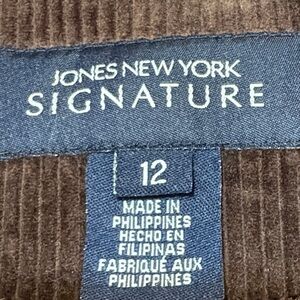 JONES NEW YORK
SIGNATURE
12
MADE IN
PHILIPPINES
HECHO EN
FILIPINAS
FABRIQUÉ AUX
PHILIPPINES